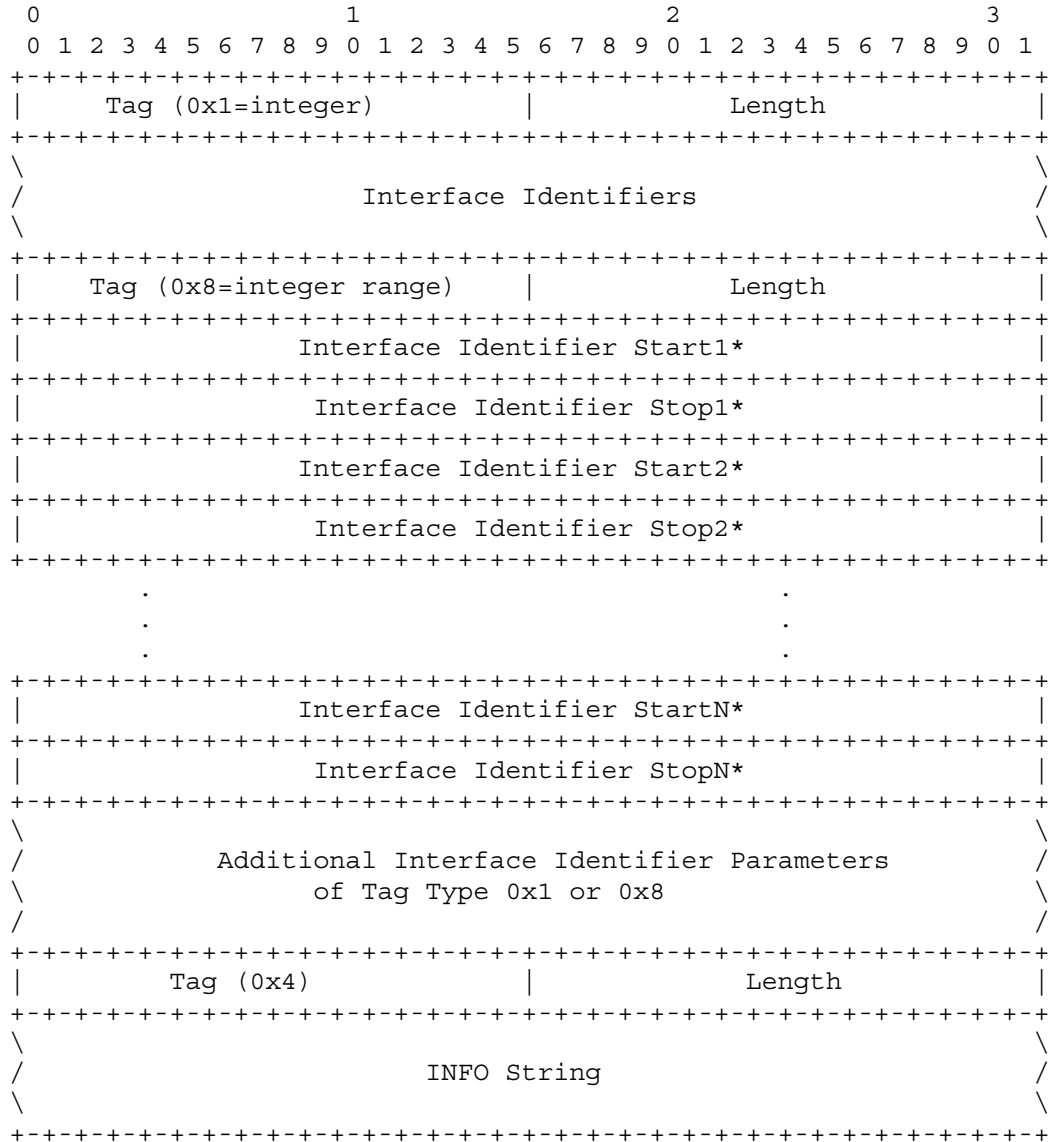 0                   1                   2                   3
0 1 2 3 4 5 6 7 8 9 0 1 2 3 4 5 6 7 8 9 0 1 2 3 4 5 6 7 8 9 0 1
+-+-+-+-+-+-+-+-+-+-+-+-+-+-+-+-+-+-+-+-+-+-+-+-+-+-+-+-+-+-+-+-+
|     Tag (0x1=integer)         |            Length             |
+-+-+-+-+-+-+-+-+-+-+-+-+-+-+-+-+-+-+-+-+-+-+-+-+-+-+-+-+-+-+-+-+
\                                                               \
/                     Interface Identifiers                     /
\                                                               \
+-+-+-+-+-+-+-+-+-+-+-+-+-+-+-+-+-+-+-+-+-+-+-+-+-+-+-+-+-+-+-+-+
|    Tag (0x8=integer range)    |            Length             |
+-+-+-+-+-+-+-+-+-+-+-+-+-+-+-+-+-+-+-+-+-+-+-+-+-+-+-+-+-+-+-+-+
|                 Interface Identifier Start1*                  |
+-+-+-+-+-+-+-+-+-+-+-+-+-+-+-+-+-+-+-+-+-+-+-+-+-+-+-+-+-+-+-+-+
|                  Interface Identifier Stop1*                  |
+-+-+-+-+-+-+-+-+-+-+-+-+-+-+-+-+-+-+-+-+-+-+-+-+-+-+-+-+-+-+-+-+
|                 Interface Identifier Start2*                  |
+-+-+-+-+-+-+-+-+-+-+-+-+-+-+-+-+-+-+-+-+-+-+-+-+-+-+-+-+-+-+-+-+
|                  Interface Identifier Stop2*                  |
+-+-+-+-+-+-+-+-+-+-+-+-+-+-+-+-+-+-+-+-+-+-+-+-+-+-+-+-+-+-+-+-+
.                                       .
.                                       .
.                                       .
+-+-+-+-+-+-+-+-+-+-+-+-+-+-+-+-+-+-+-+-+-+-+-+-+-+-+-+-+-+-+-+-+
|                 Interface Identifier StartN*                  |
+-+-+-+-+-+-+-+-+-+-+-+-+-+-+-+-+-+-+-+-+-+-+-+-+-+-+-+-+-+-+-+-+
|                  Interface Identifier StopN*                  |
+-+-+-+-+-+-+-+-+-+-+-+-+-+-+-+-+-+-+-+-+-+-+-+-+-+-+-+-+-+-+-+-+
\                                                               \
/            Additional Interface Identifier Parameters         /
\                  of Tag Type 0x1 or 0x8                       \
/                                                               /
+-+-+-+-+-+-+-+-+-+-+-+-+-+-+-+-+-+-+-+-+-+-+-+-+-+-+-+-+-+-+-+-+
|         Tag (0x4)             |             Length            |
+-+-+-+-+-+-+-+-+-+-+-+-+-+-+-+-+-+-+-+-+-+-+-+-+-+-+-+-+-+-+-+-+
\                                                               \
/                         INFO String                           /
\                                                               \
+-+-+-+-+-+-+-+-+-+-+-+-+-+-+-+-+-+-+-+-+-+-+-+-+-+-+-+-+-+-+-+-+